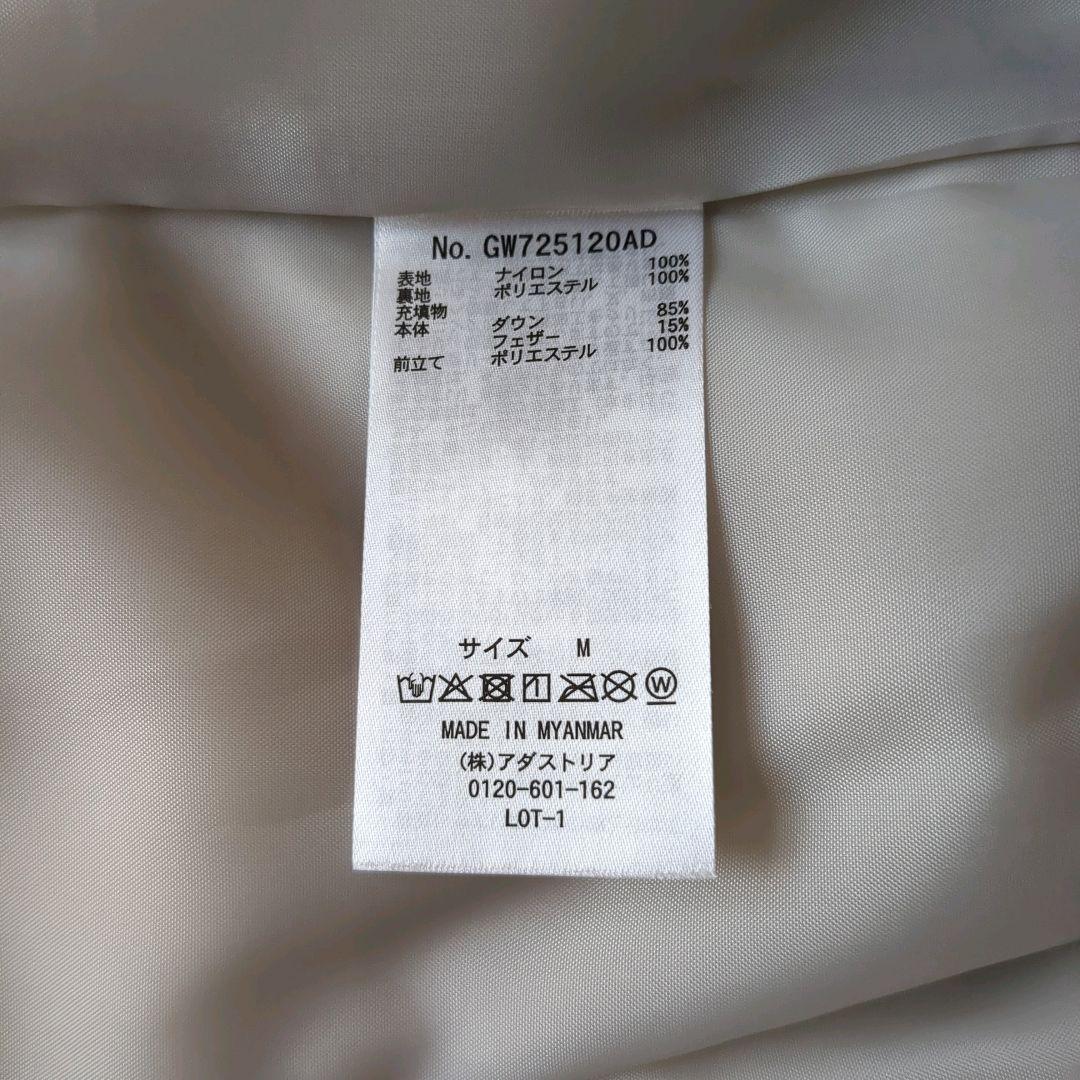 No. GW725120AD
表地 ナイロン 100%
裏地 ポリエステル 100%
充填物
本体 ダウン 85%
フェザー 15%
前立て ポリエステル 100%
サイズ M
W
MADE IN MYANMAR
(株)アダストリア
0120-601-162
LOT-1